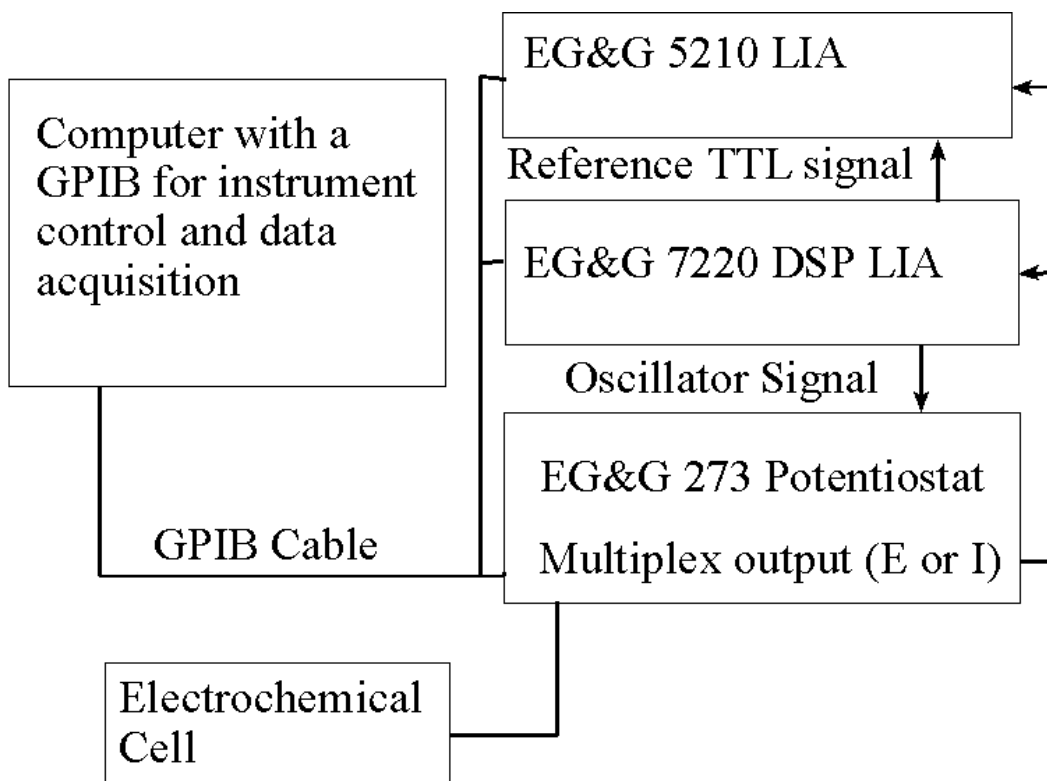 EG&G 5210 LIA
Computer with a
GPIB for instrument
control and data
acquisition
Reference TTL signal
EG&G 7220 DSP LIA
Oscillator Signal
EG&G 273 Potentiostat
Multiplex output (E or I)
GPIB Cable
Electrochemical
Cell